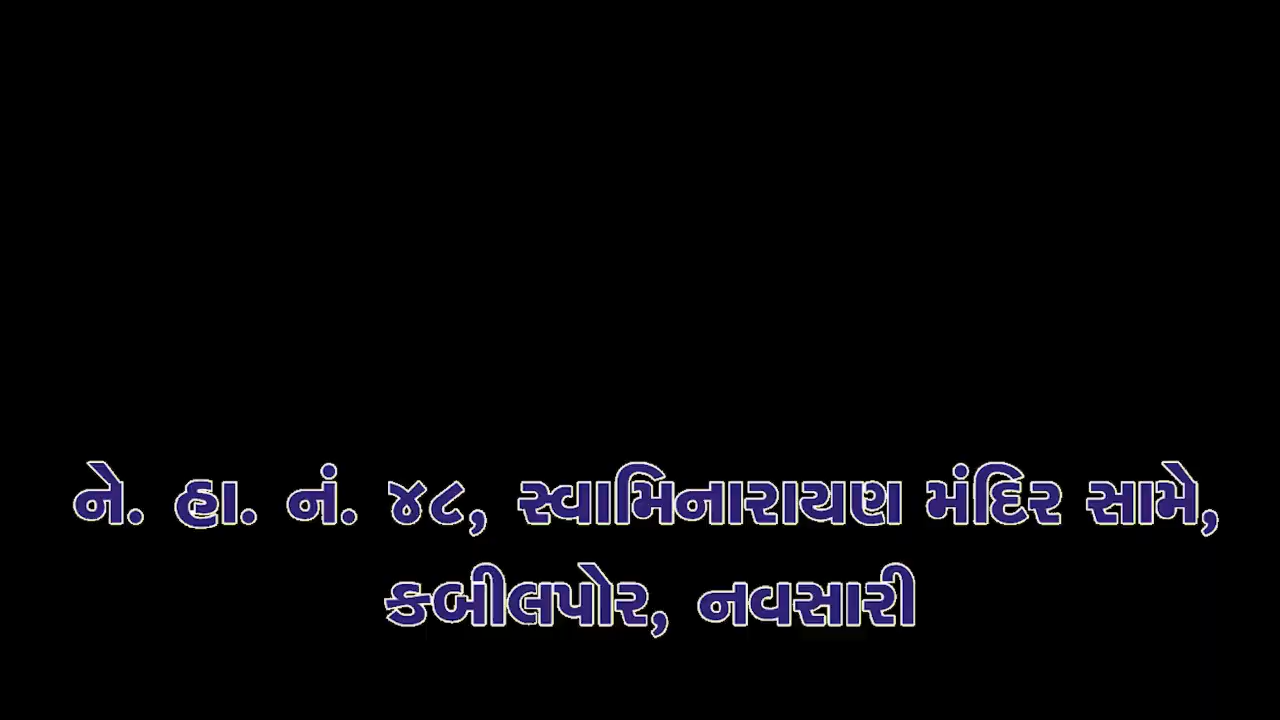 ને. હા. નં. ૪૮, સ્વામિનારાયણ મંદિર સામે,
કબીલપોર, નવસારી